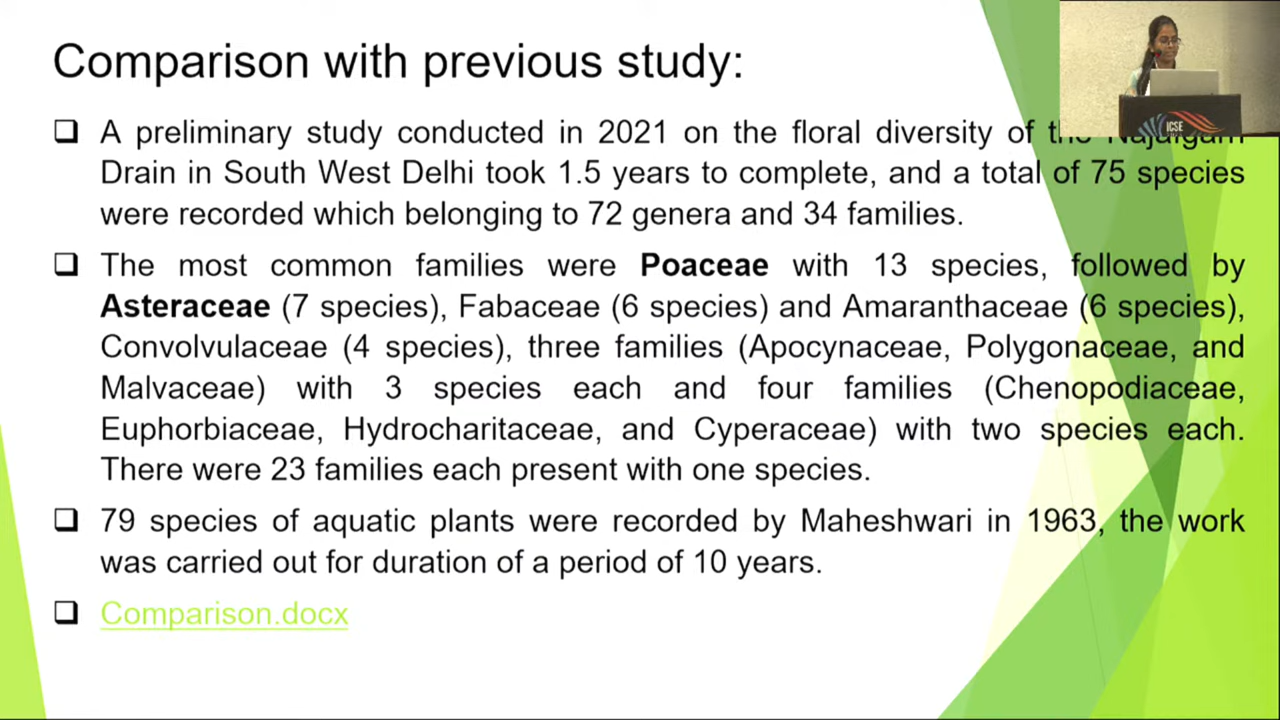 Comparison with previous study:
❑ A preliminary study conducted in 2021 on the floral diversity of
Drain in South West Delhi took 1.5 years to complete, and a total of 75 species
were recorded which belonging to 72 genera and 34 families.
❑ The most common families were Poaceae with 13 species, followed by
Asteraceae (7 species), Fabaceae (6 species) and Amaranthaceae (6 species),
Convolvulaceae (4 species), three families (Apocynaceae, Polygonaceae, and
Malvaceae) with 3 species each and four families (Chenopodiaceae,
Euphorbiaceae, Hydrocharitaceae, and Cyperaceae) with two species each.
There were 23 families each present with one species.
❑ 79 species of aquatic plants were recorded by Maheshwari in 1963, the work
was carried out for duration of a period of 10 years.
❑ Comparison.docx
ICSE